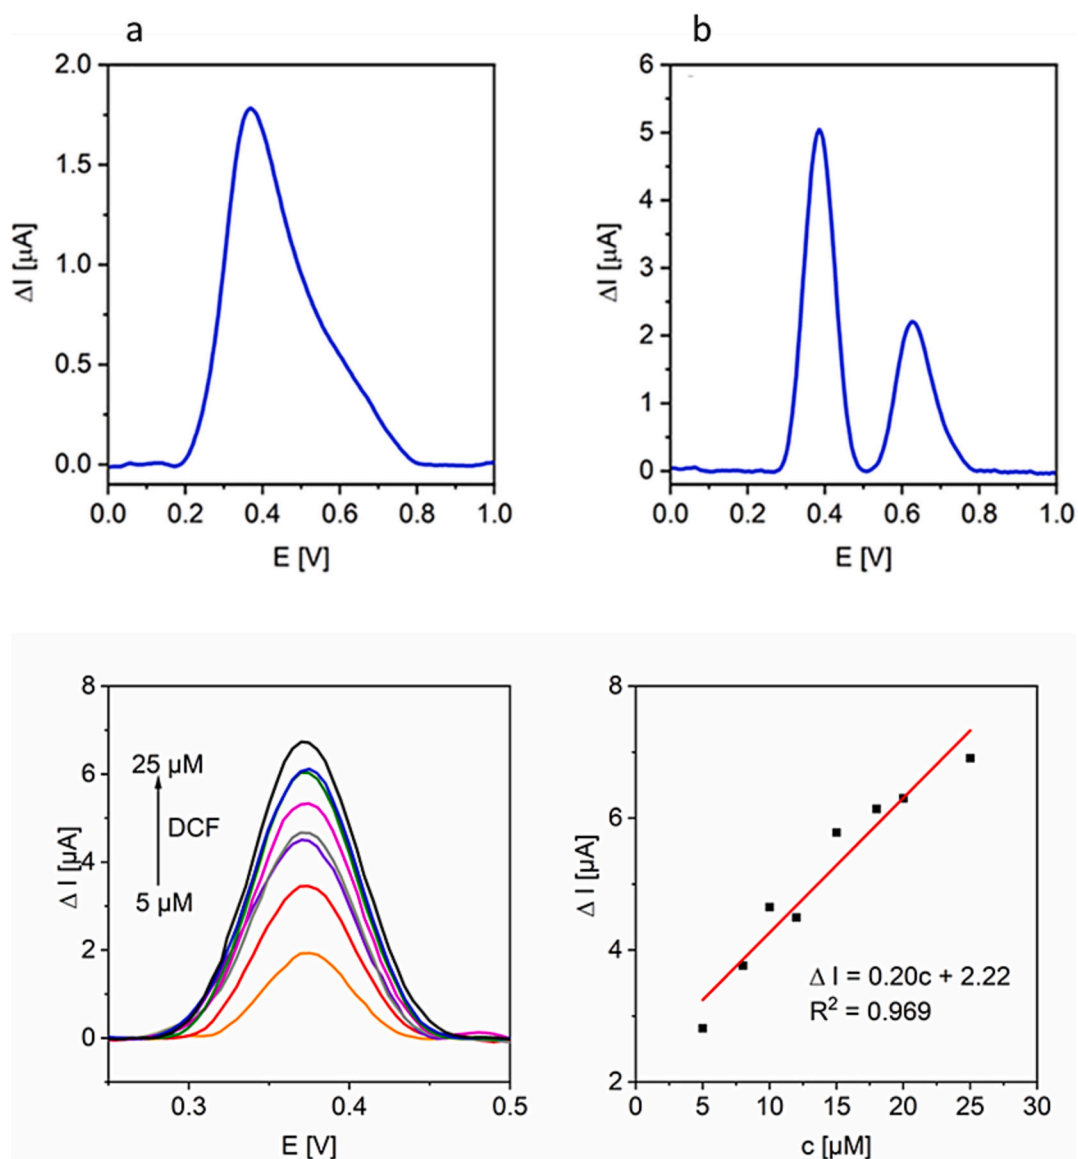 a
2.0
1.5
1.0
0.5
0.0
0.0 0.2 0.4 0.6 0.8 1.0
ΔI [µA]
E [V]
b
6
5
4
3
2
1
0
0.0 0.2 0.4 0.6 0.8 1.0
ΔI [µA]
E [V]
8
6
4
2
0
25 µM
DCF
5 µM
0.3 0.4 0.5
Δ I [µA]
E [V]
8
6
4
2
Δ I = 0.20c + 2.22
R² = 0.969
0 5 10 15 20 25 30
Δ I [µA]
c [µM]